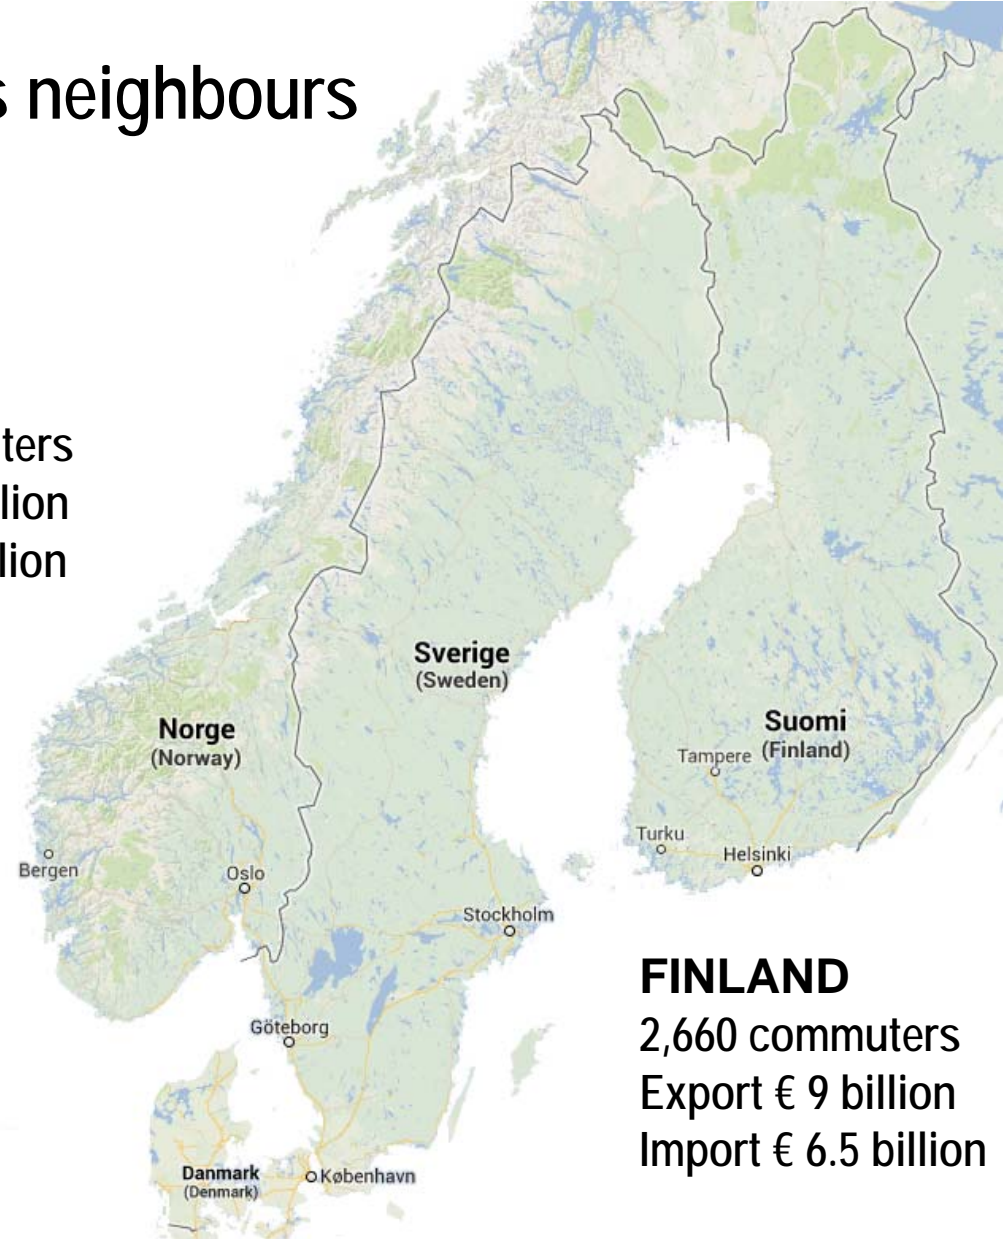 s neighbours
ters
lion
lion
Sverige
(Sweden)
Norge
(Norway)
Suomi
(Finland)
Tampere
Turku
Helsinki
Bergen
Oslo
Stockholm
Göteborg
Danmark
(Denmark)
København
FINLAND
2,660 commuters
Export € 9 billion
Import € 6.5 billion